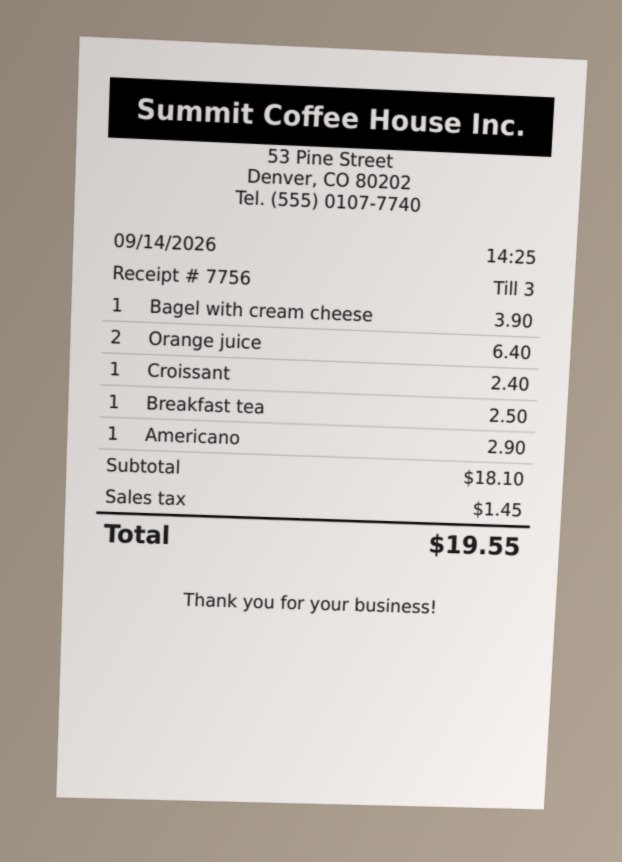 Summit Coffee House Inc.
53 Pine Street
Denver, CO 80202
Tel. (555) 0107-7740
09/14/2026 14:25
Receipt # 7756 Till 3
1 Bagel with cream cheese 3.90
2 Orange juice 6.40
1 Croissant 2.40
1 Breakfast tea 2.50
1 Americano 2.90
Subtotal $18.10
Sales tax $1.45
Total $19.55
Thank you for your business!